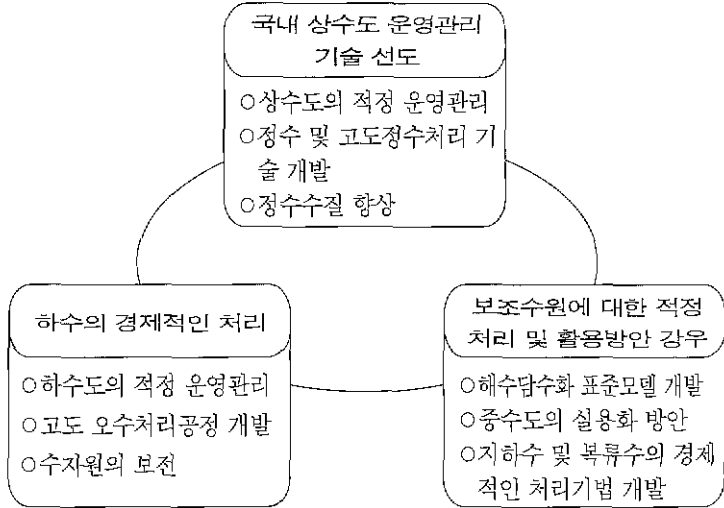 국내 상수도 운영관리
기술 선도
○상수도의 적정 운영관리
○정수 및 고도정수처리 기
술 개발
○정수수질 향상
하수의 경제적인 처리
○하수도의 적정 운영관리
○고도 오수처리공정 개발
○수자원의 보전
보조수원에 대한 적정
처리 및 활용방안 강우
○해수담수화 표준모델 개발
○중수도의 실용화 방안
○지하수 및 복류수의 경제
적인 처리기법 개발